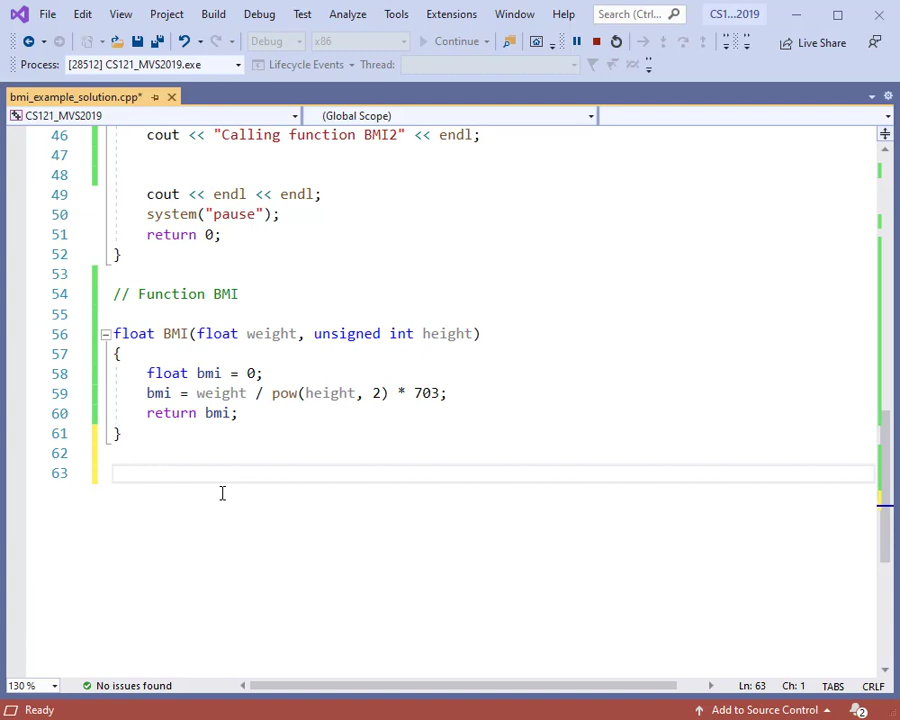 File Edit View Project Build Debug Test Analyze Tools Extensions Window Help Search (Ctrl... CS1...2019
Debug x86 Continue Live Share
Process: [28512] CS121_MVS2019.exe Lifecycle Events Thread:
bmi_example_solution.cpp*
CS121_MVS2019 (Global Scope)
46 cout << "Calling function BMI2" << endl;
47
48
49 cout << endl << endl;
50 system("pause");
51 return 0;
52 }
53
54 // Function BMI
55
56 float BMI(float weight, unsigned int height)
57 {
58 float bmi = 0;
59 bmi = weight / pow(height, 2) * 703;
60 return bmi;
61 }
62
63
130 % No issues found Ln: 63 Ch: 1 TABS CRLF
Ready Add to Source Control 2